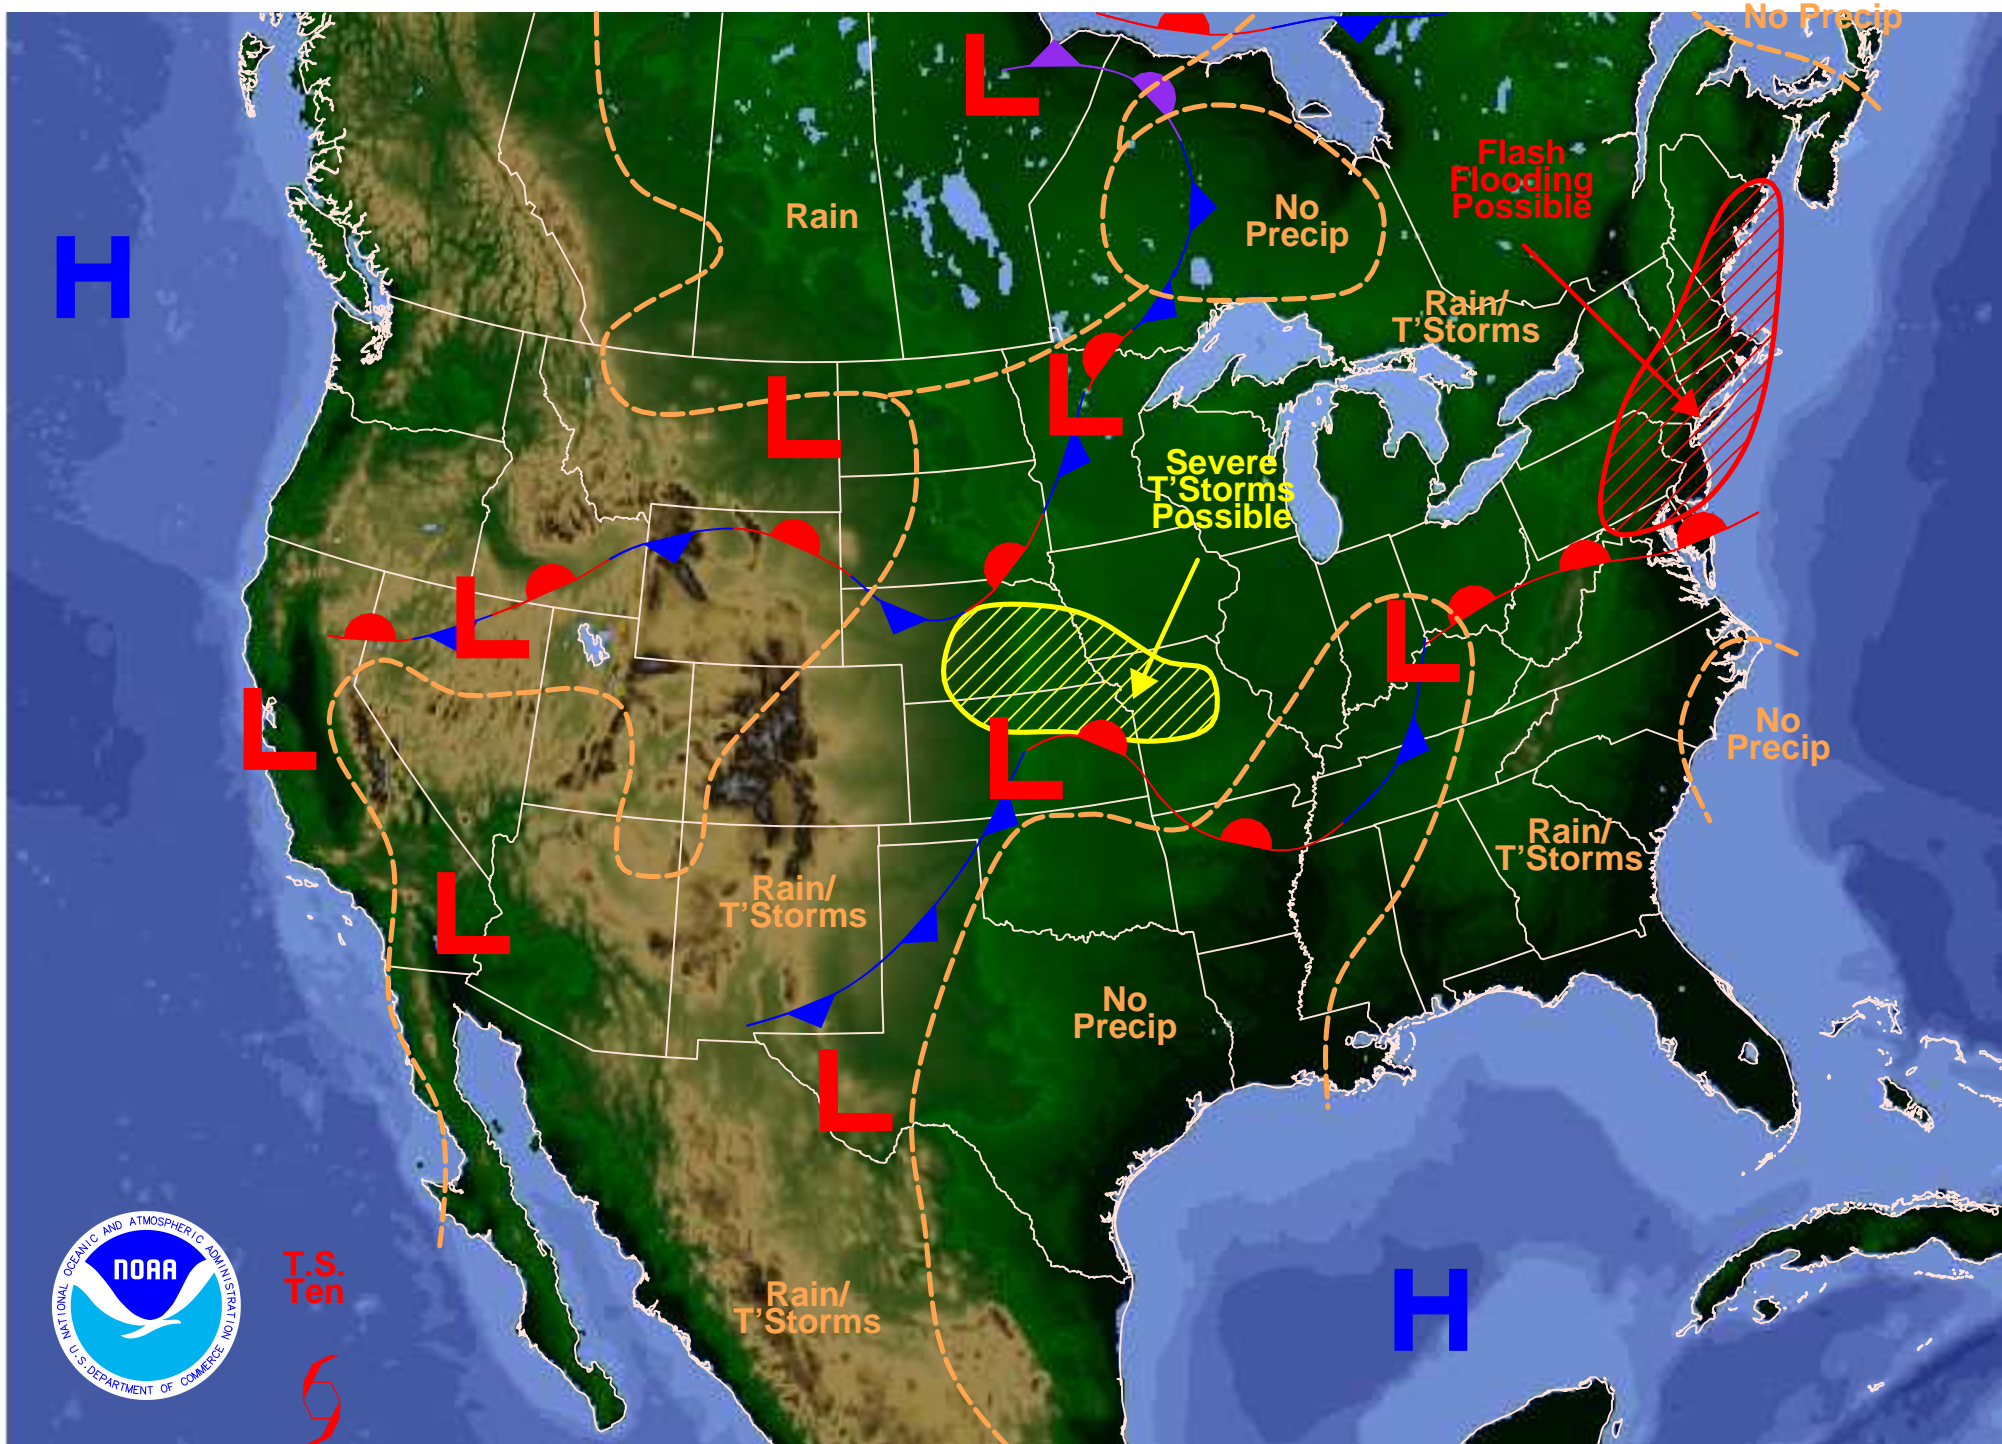 No Precip
Flash
Flooding
Possible
L
Rain
No
Precip
H
Rain/
T'Storms
L
L
Severe
T'Storms
Possible
L
L
L
No
Precip
L
Rain/
T'Storms
L
Rain/
T'Storms
No
Precip
L
NATIONAL OCEANIC AND ATMOSPHERIC ADMINISTRATION
NOAA
U.S. DEPARTMENT OF COMMERCE
T.S.
Ten
Rain/
T'Storms
H